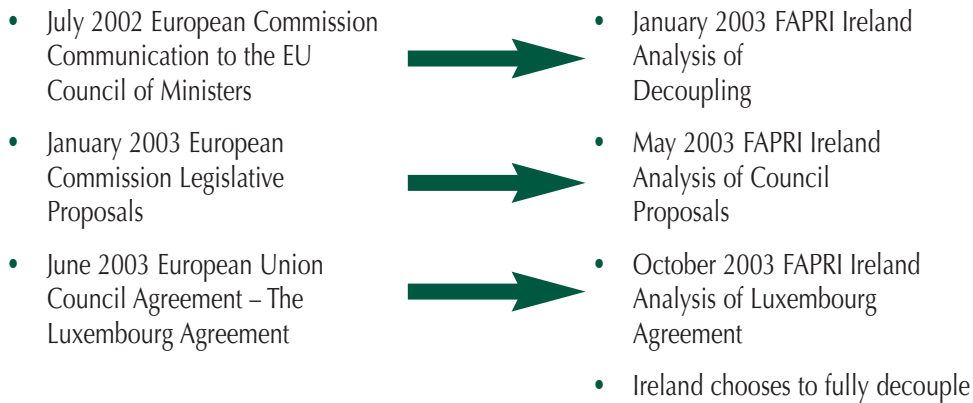 • July 2002 European Commission
Communication to the EU
Council of Ministers
• January 2003 FAPRI Ireland
Analysis of
Decoupling
• January 2003 European
Commission Legislative
Proposals
• May 2003 FAPRI Ireland
Analysis of Council
Proposals
• June 2003 European Union
Council Agreement – The
Luxembourg Agreement
• October 2003 FAPRI Ireland
Analysis of Luxembourg
Agreement
• Ireland chooses to fully decouple